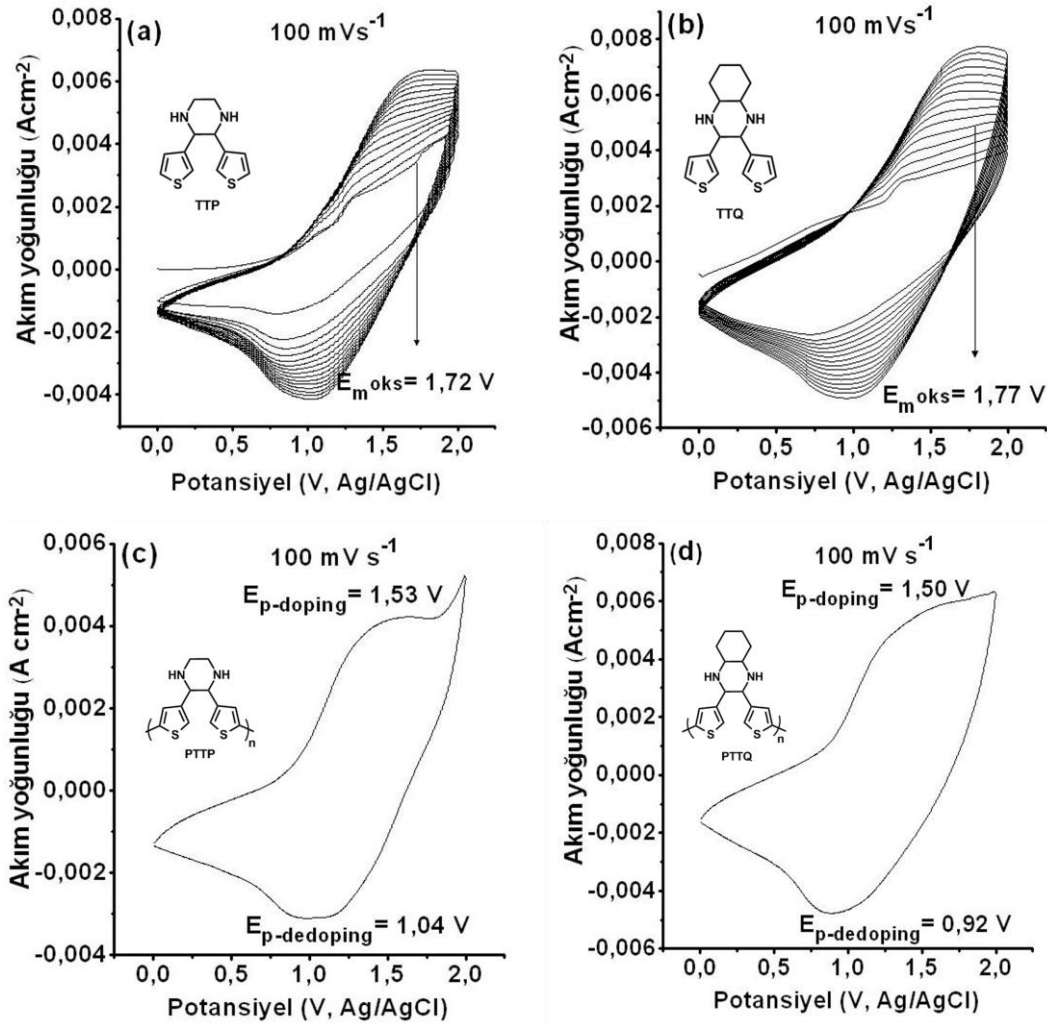 (a)
100 mVs-1
Akım yoğunluğu (Acm-2)
0,008
0,006
0,004
0,002
0,000
-0,002
-0,004
HN
NH
S
S
TTP
Emoks= 1,72 V
0,0
0,5
1,0
1,5
2,0
Potansiyel (V, Ag/AgCl)
(b)
100 mVs-1
Akım yoğunluğu (Acm-2)
0,008
0,006
0,004
0,002
0,000
-0,002
-0,004
-0,006
HN
NH
S
S
TTQ
Emoks= 1,77 V
0,0
0,5
1,0
1,5
2,0
Potansiyel (V, Ag/AgCl)
(c)
100 mV s-1
Akım yoğunluğu (A cm-2)
0,006
0,004
0,002
0,000
-0,002
-0,004
Ep-doping= 1,53 V
HN
NH
S
S
n
PTTP
Ep-dedoping= 1,04 V
0,0
0,5
1,0
1,5
2,0
Potansiyel (V, Ag/AgCl)
(d)
100 mV s-1
Akım yoğunluğu (Acm-2)
0,008
0,006
0,004
0,002
0,000
-0,002
-0,004
-0,006
Ep-doping= 1,50 V
HN
NH
S
S
n
PTTQ
Ep-dedoping= 0,92 V
0,0
0,5
1,0
1,5
2,0
Potansiyel (V, Ag/AgCl)